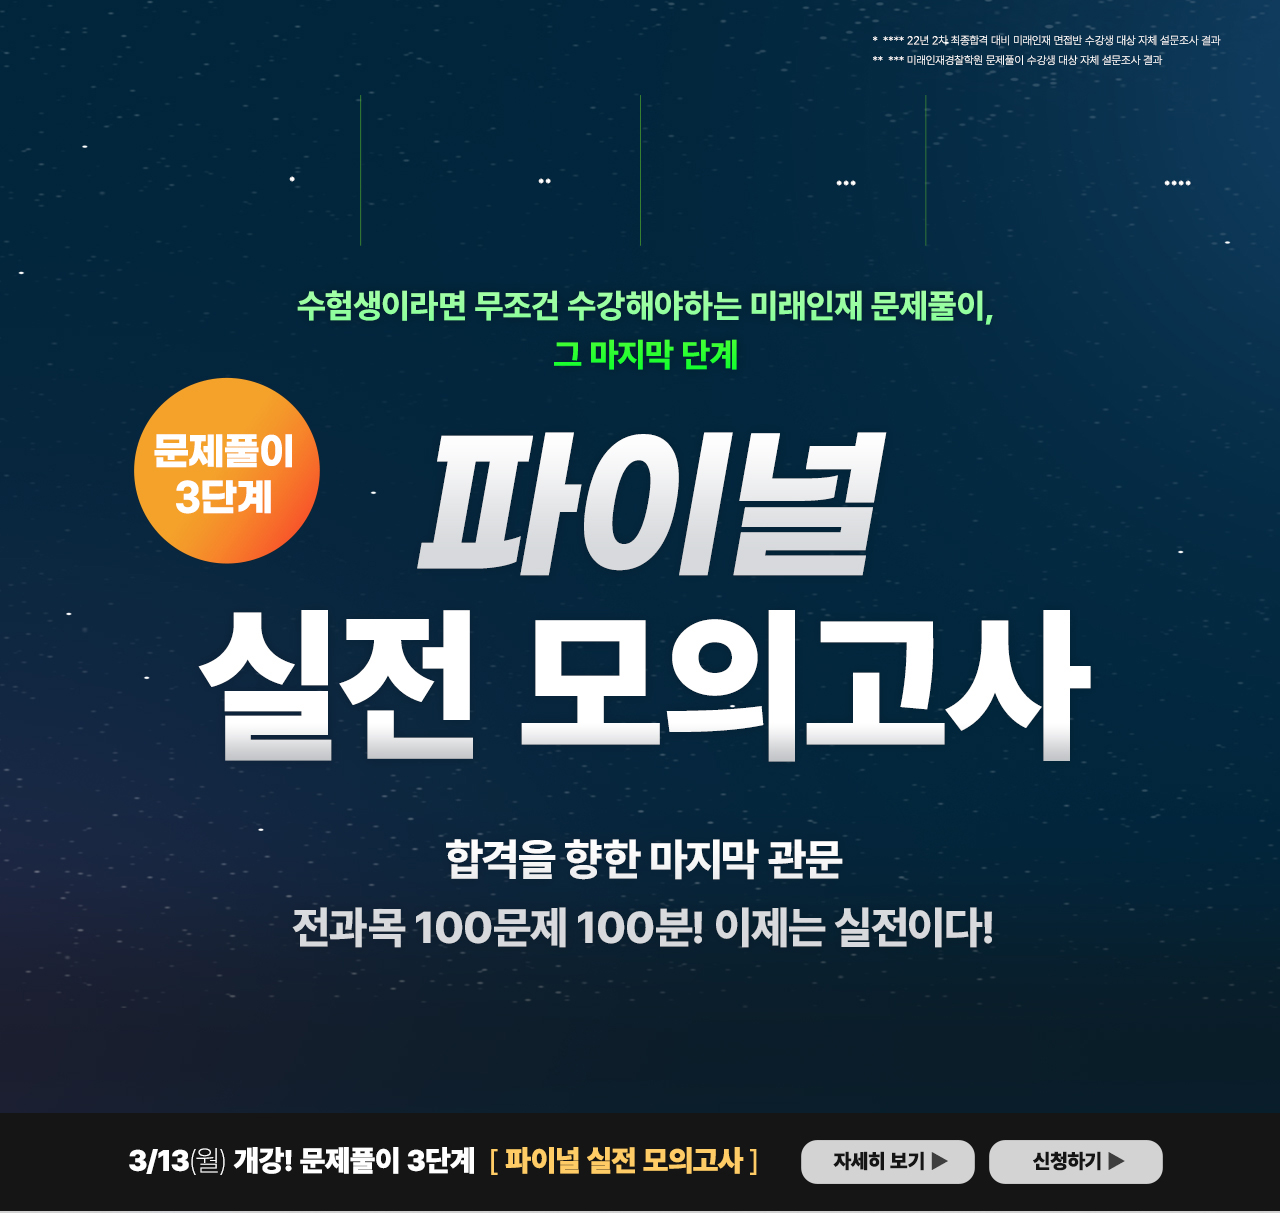 * **** 22년 2차 최종합격 대비 미래인재 면접반 수강생 대상 자체 설문조사 결과
** *** 미래인재경찰학원 문제풀이 수강생 대상 자체 설문조사 결과
* ** *** ****
수험생이라면 무조건 수강해야하는 미래인재 문제풀이,
그 마지막 단계
문제풀이
3단계
파이널
실전 모의고사
합격을 향한 마지막 관문
전과목 100문제 100분! 이제는 실전이다!
3/13(월) 개강! 문제풀이 3단계 [ 파이널 실전 모의고사 ] 자세히 보기 ▶ 신청하기 ▶